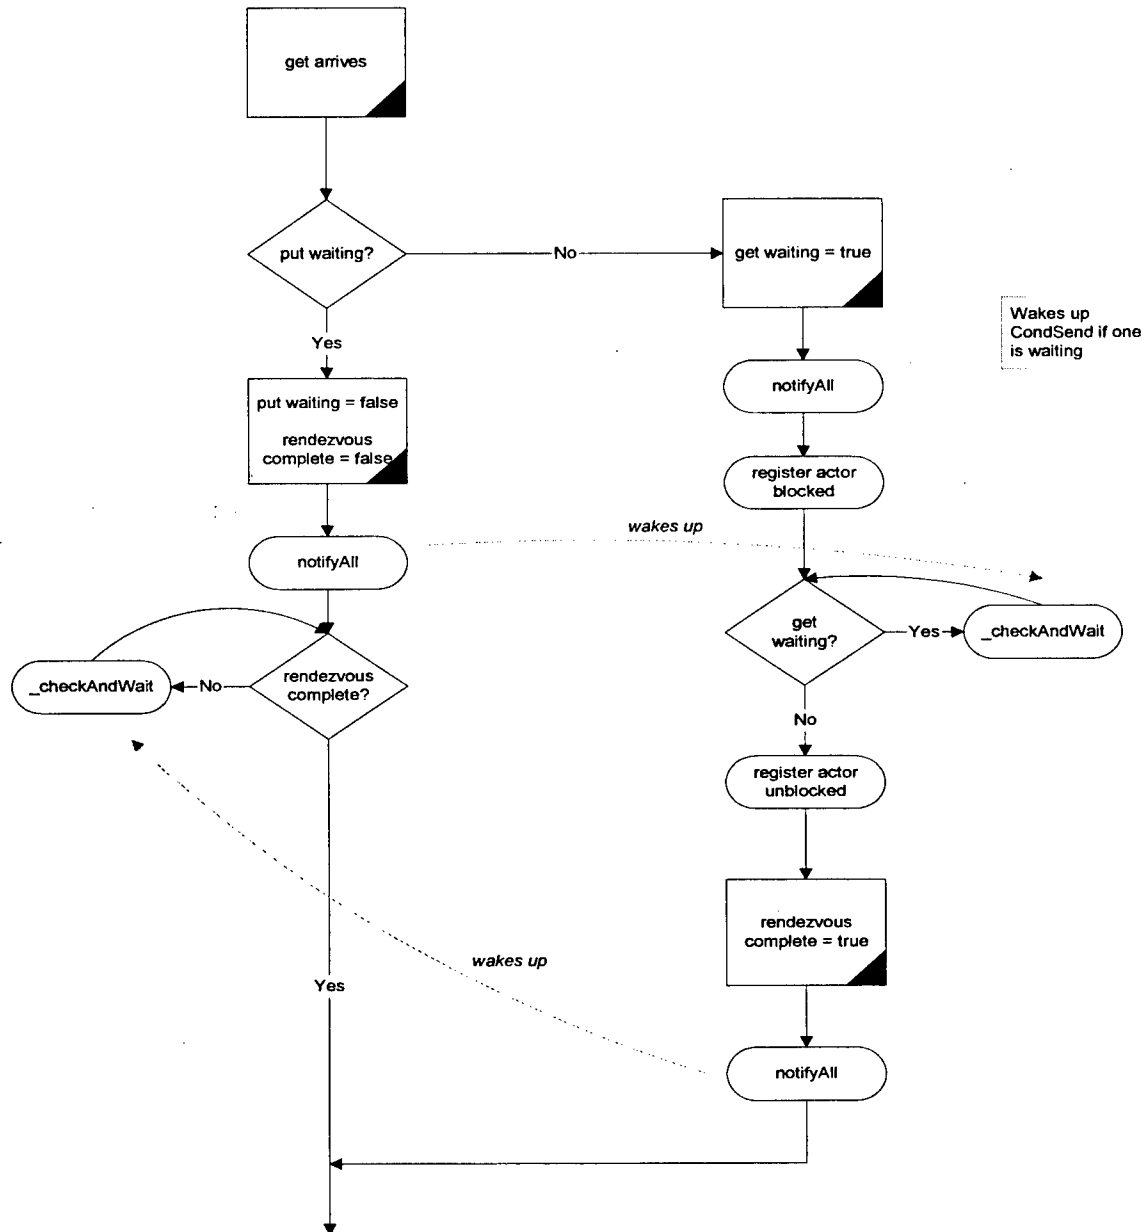 get arrives
put waiting?
No
get waiting = true
Wakes up
CondSend if one
is waiting
Yes
notifyAll
put waiting = false
rendezvous
complete = false
register actor
blocked
wakes up
notifyAll
get
waiting?
Yes
_checkAndWait
_checkAndWait
No
rendezvous
complete?
No
register actor
unblocked
rendezvous
complete = true
wakes up
Yes
notifyAll